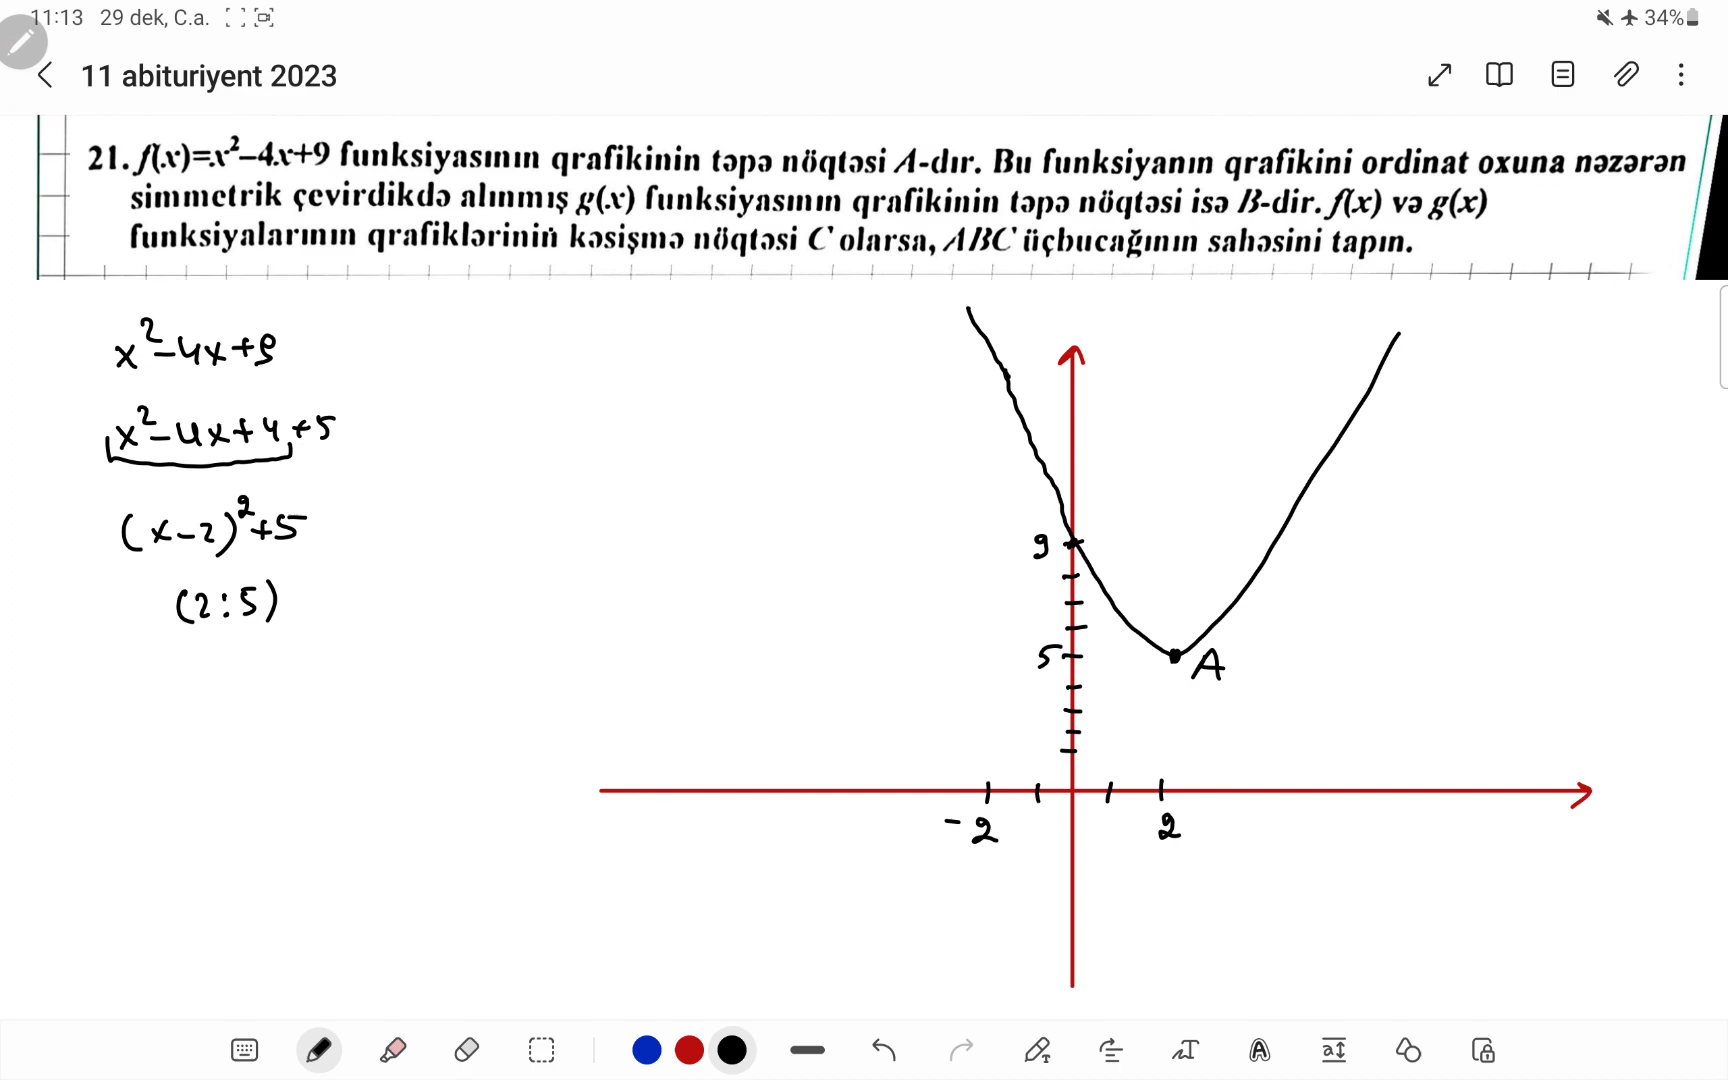 11:13 29 dek, C.a. 34%
11 abituriyent 2023
21. f(x)=x²–4x+9 funksiyasının qrafikinin təpə nöqtəsi A-dır. Bu funksiyanın qrafikini ordinat oxuna nəzərən
simmetrik çevirdikdə alınmış g(x) funksiyasının qrafikinin təpə nöqtəsi isə B-dir. f(x) və g(x)
funksiyalarının qrafiklərinin kəsişmə nöqtəsi C olarsa, ABC üçbucağının sahəsini tapın.
x²-4x+9
x²-4x+4+5
(x-2)²+5
(2:5)
9
5
A
-2 2